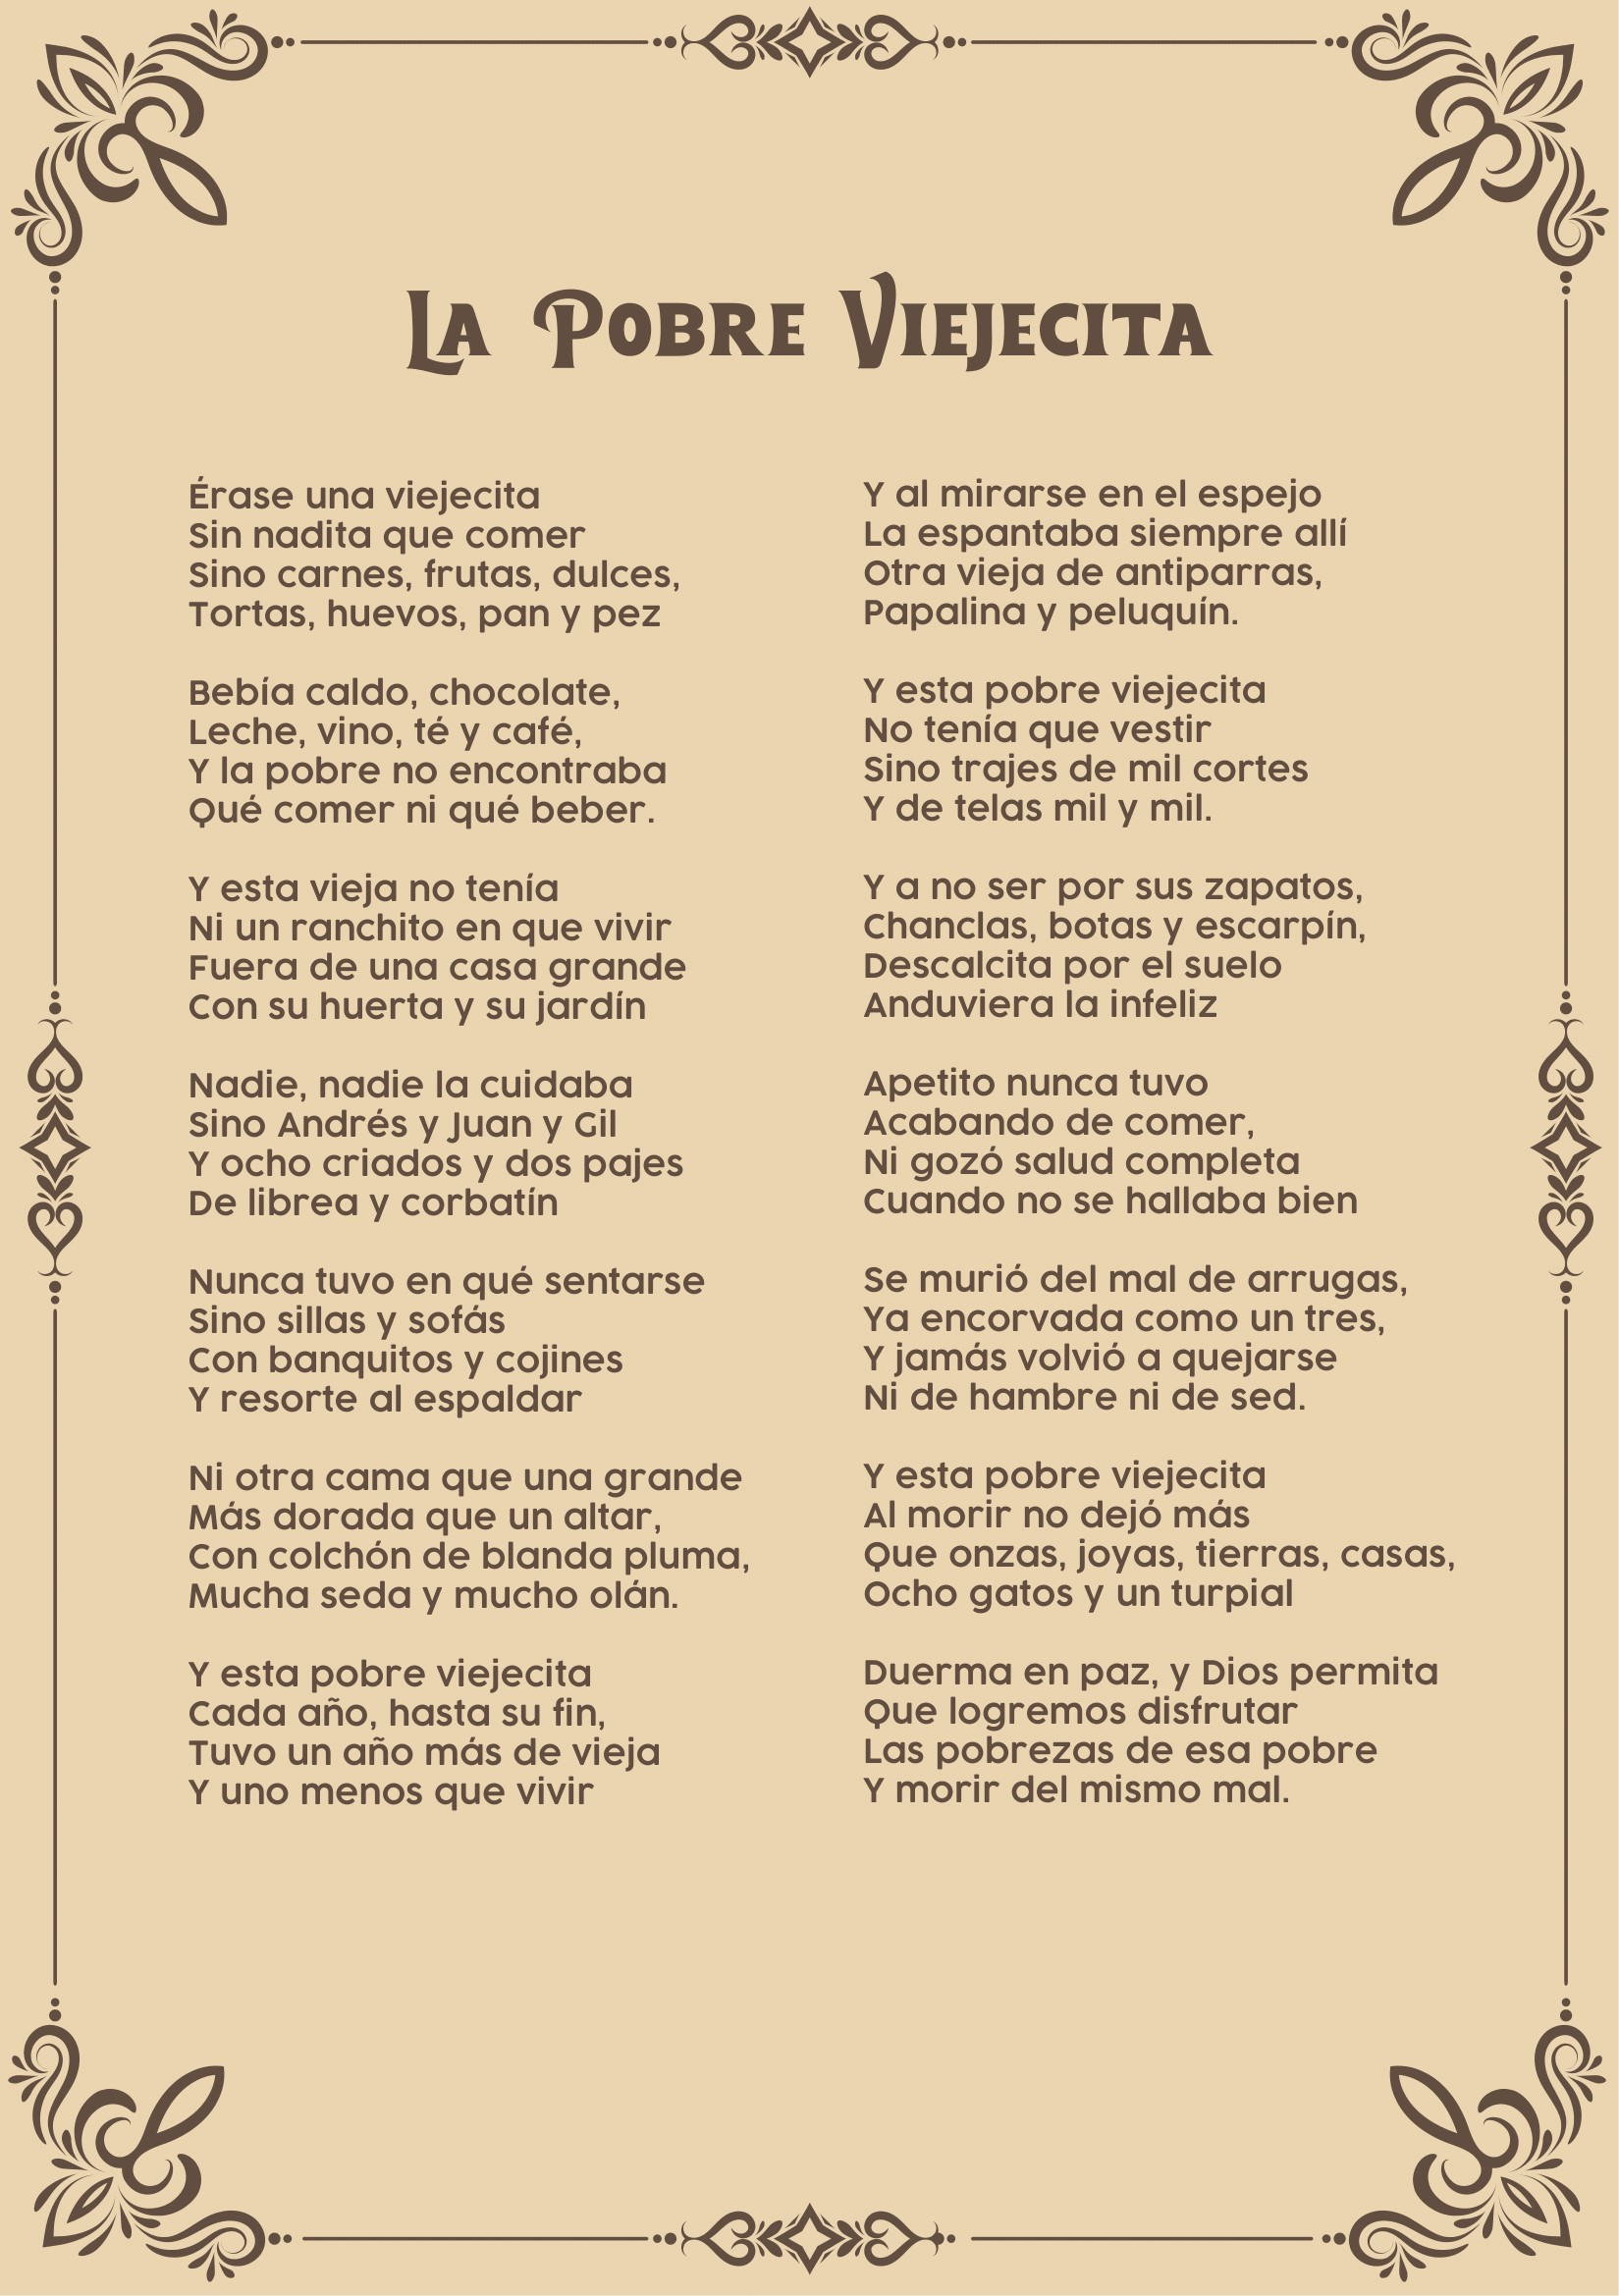 La Pobre Viejecita
Érase una viejecita
Sin nadita que comer
Sino carnes, frutas, dulces,
Tortas, huevos, pan y pez
Bebía caldo, chocolate,
Leche, vino, té y café,
Y la pobre no encontraba
Qué comer ni qué beber.
Y esta vieja no tenía
Ni un ranchito en que vivir
Fuera de una casa grande
Con su huerta y su jardín
Nadie, nadie la cuidaba
Sino Andrés y Juan y Gil
Y ocho criados y dos pajes
De librea y corbatín
Nunca tuvo en qué sentarse
Sino sillas y sofás
Con banquitos y cojines
Y resorte al espaldar
Ni otra cama que una grande
Más dorada que un altar,
Con colchón de blanda pluma,
Mucha seda y mucho olán.
Y esta pobre viejecita
Cada año, hasta su fin,
Tuvo un año más de vieja
Y uno menos que vivir
Y al mirarse en el espejo
La espantaba siempre allí
Otra vieja de antiparras,
Papalina y peluquín.
Y esta pobre viejecita
No tenía que vestir
Sino trajes de mil cortes
Y de telas mil y mil.
Y a no ser por sus zapatos,
Chanclas, botas y escarpín,
Descalcita por el suelo
Anduviera la infeliz
Apetito nunca tuvo
Acabando de comer,
Ni gozó salud completa
Cuando no se hallaba bien
Se murió del mal de arrugas,
Ya encorvada como un tres,
Y jamás volvió a quejarse
Ni de hambre ni de sed.
Y esta pobre viejecita
Al morir no dejó más
Que onzas, joyas, tierras, casas,
Ocho gatos y un turpial
Duerma en paz, y Dios permita
Que logremos disfrutar
Las pobrezas de esa pobre
Y morir del mismo mal.